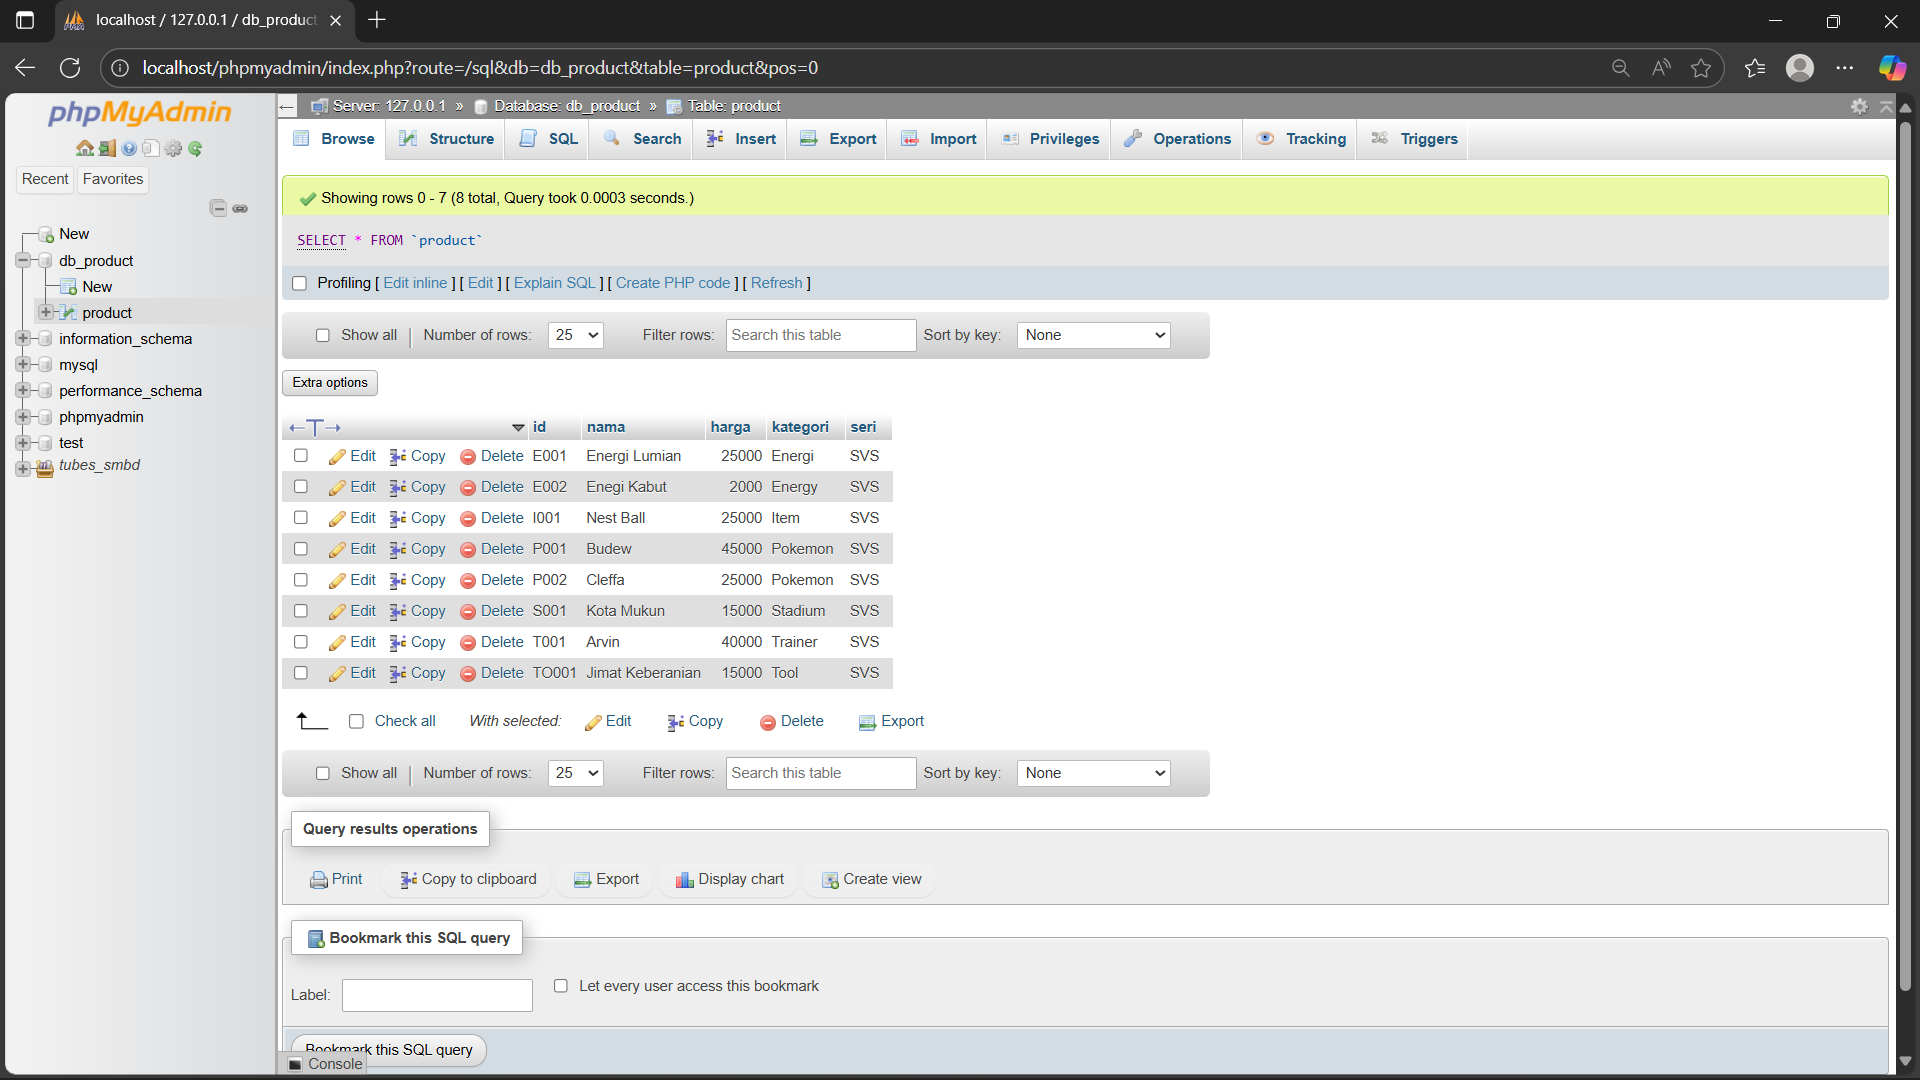 localhost / 127.0.0.1 / db_product
localhost/phpmyadmin/index.php?route=/sql&db=db_product&table=product&pos=0
phpMyAdmin
Recent Favorites
New
db_product
New
product
information_schema
mysql
performance_schema
phpmyadmin
test
tubes_smbd
Server: 127.0.0.1 » Database: db_product » Table: product
Browse Structure SQL Search Insert Export Import Privileges Operations Tracking Triggers
Showing rows 0 - 7 (8 total, Query took 0.0003 seconds.)
SELECT * FROM `product`
Profiling [ Edit inline ] [ Edit ] [ Explain SQL ] [ Create PHP code ] [ Refresh ]
Show all | Number of rows: 25 Filter rows: Search this table Sort by key: None
Extra options
←T→ id nama harga kategori seri
Edit Copy Delete E001 Energi Lumian 25000 Energi SVS
Edit Copy Delete E002 Enegi Kabut 2000 Energy SVS
Edit Copy Delete I001 Nest Ball 25000 Item SVS
Edit Copy Delete P001 Budew 45000 Pokemon SVS
Edit Copy Delete P002 Cleffa 25000 Pokemon SVS
Edit Copy Delete S001 Kota Mukun 15000 Stadium SVS
Edit Copy Delete T001 Arvin 40000 Trainer SVS
Edit Copy Delete TO001 Jimat Keberanian 15000 Tool SVS
Check all With selected: Edit Copy Delete Export
Show all | Number of rows: 25 Filter rows: Search this table Sort by key: None
Query results operations
Print Copy to clipboard Export Display chart Create view
Bookmark this SQL query
Label: Let every user access this bookmark
Bookmark this SQL query
Console